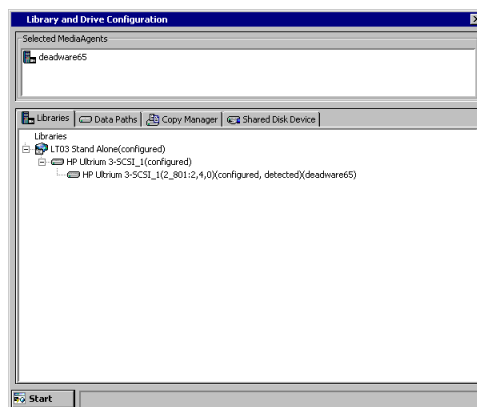 Library and Drive Configuration
Selected MediaAgents
deadware65
Libraries
Data Paths
Copy Manager
Shared Disk Device
Libraries
LT03 Stand Alone(configured)
HP Ultrium 3-SCSI_1(configured)
HP Ultrium 3-SCSI_1(2_801:2,4,0)(configured, detected)(deadware65)
Start